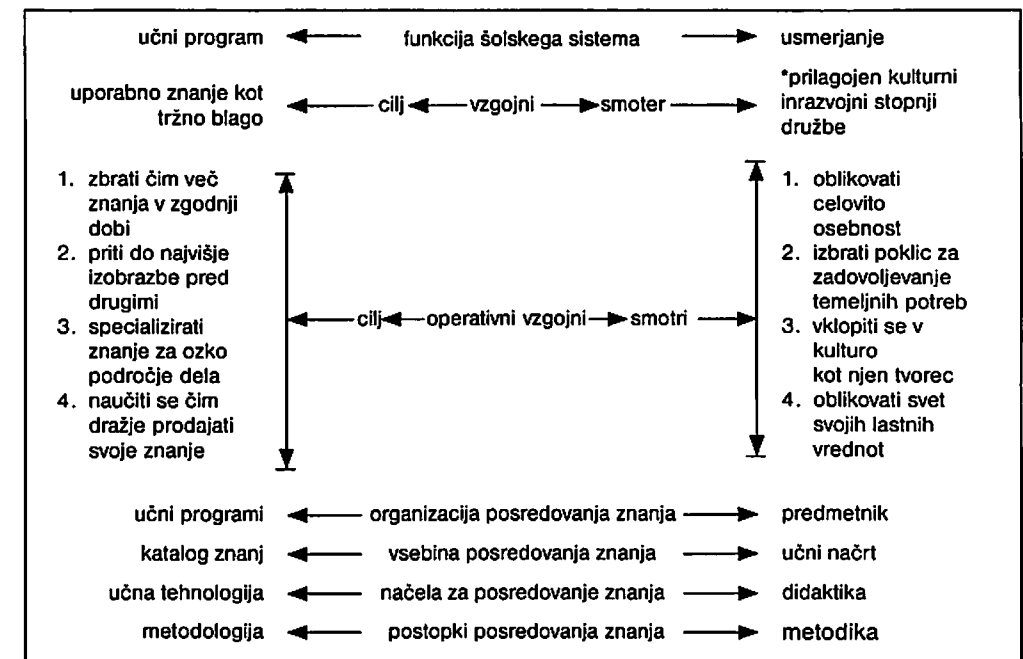 učni program funkcija šolskega sistema usmerjanje
uporabno znanje kot
tržno blago
cilj vzgojni smoter
*prilagojen kulturni
inrazvojni stopnji
družbe
1. zbrati čim več
znanja v zgodnji
dobi
2. priti do najvišje
izobrazbe pred
drugimi
3. specializirati
znanje za ozko
področje dela
4. naučiti se čim
dražje prodajati
svoje znanje
cilj operativni vzgojni smotri
1. oblikovati
celovito
osebnost
2. izbrati poklic za
zadovoljevanje
temeljnih potreb
3. vklopiti se v
kulturo
kot njen tvorec
4. oblikovati svet
svojih lastnih
vrednot
učni programi organizacija posredovanja znanja predmetnik
katalog znanj vsebina posredovanja znanja učni načrt
učna tehnologija načela za posredovanje znanja didaktika
metodologija postopki posredovanja znanja metodika